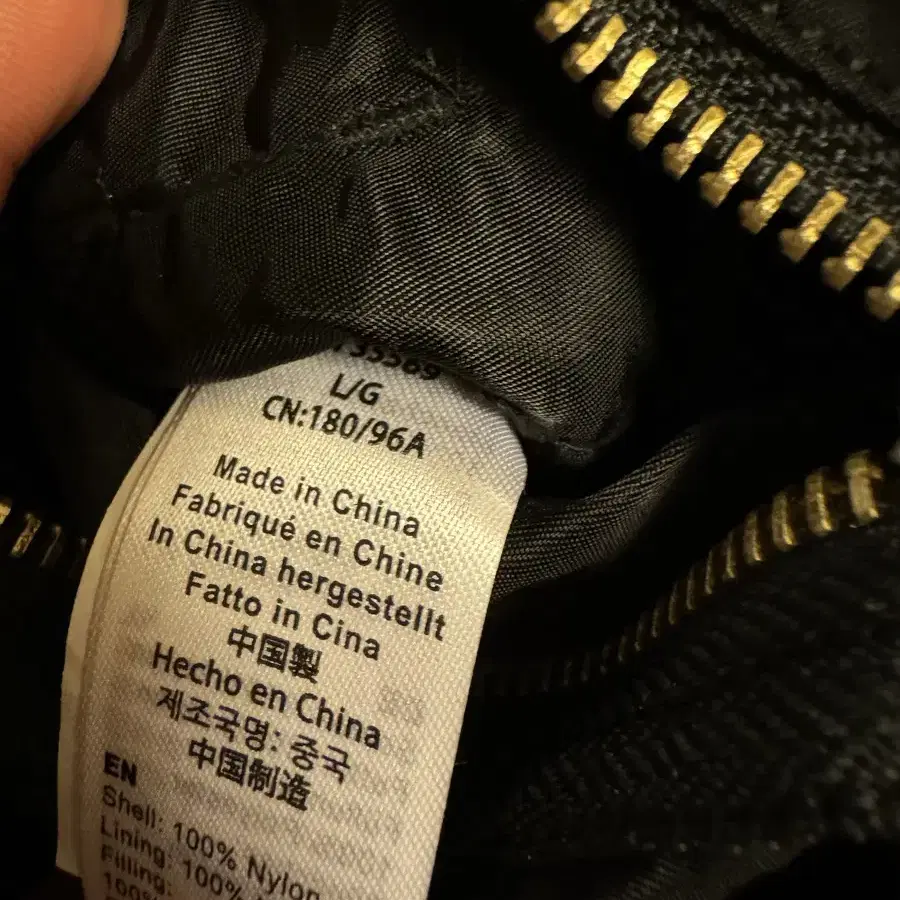 L/G
CN:180/96A
Made in China
Fabriqué en Chine
In China hergestellt
Fatto in Cina
中国製
Hecho en China
제조국명: 중국
中国制造
EN
Shell: 100% Nylon
Lining: 100%
Filling:
100%